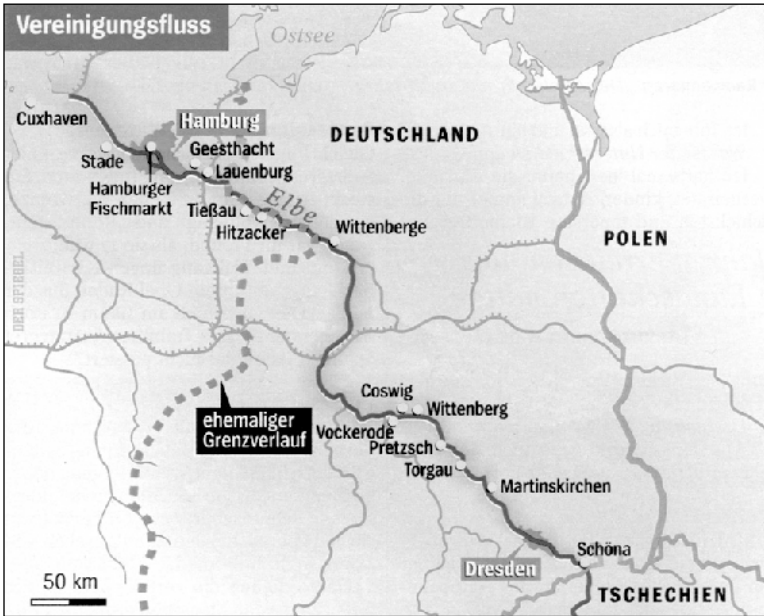 Vereinigungsfluss
Ostsee
Cuxhaven
Hamburg
DEUTSCHLAND
Stade
Geesthacht
Lauenburg
Hamburger
Fischmarkt
Elbe
Tießau
Hitzacker
Wittenberge
POLEN
DER SPIEGEL
Coswig
Wittenberg
ehemaliger
Grenzverlauf
Vockerode
Pretzsch
Torgau
Martinskirchen
Schöna
Dresden
50 km
TSCHECHIEN